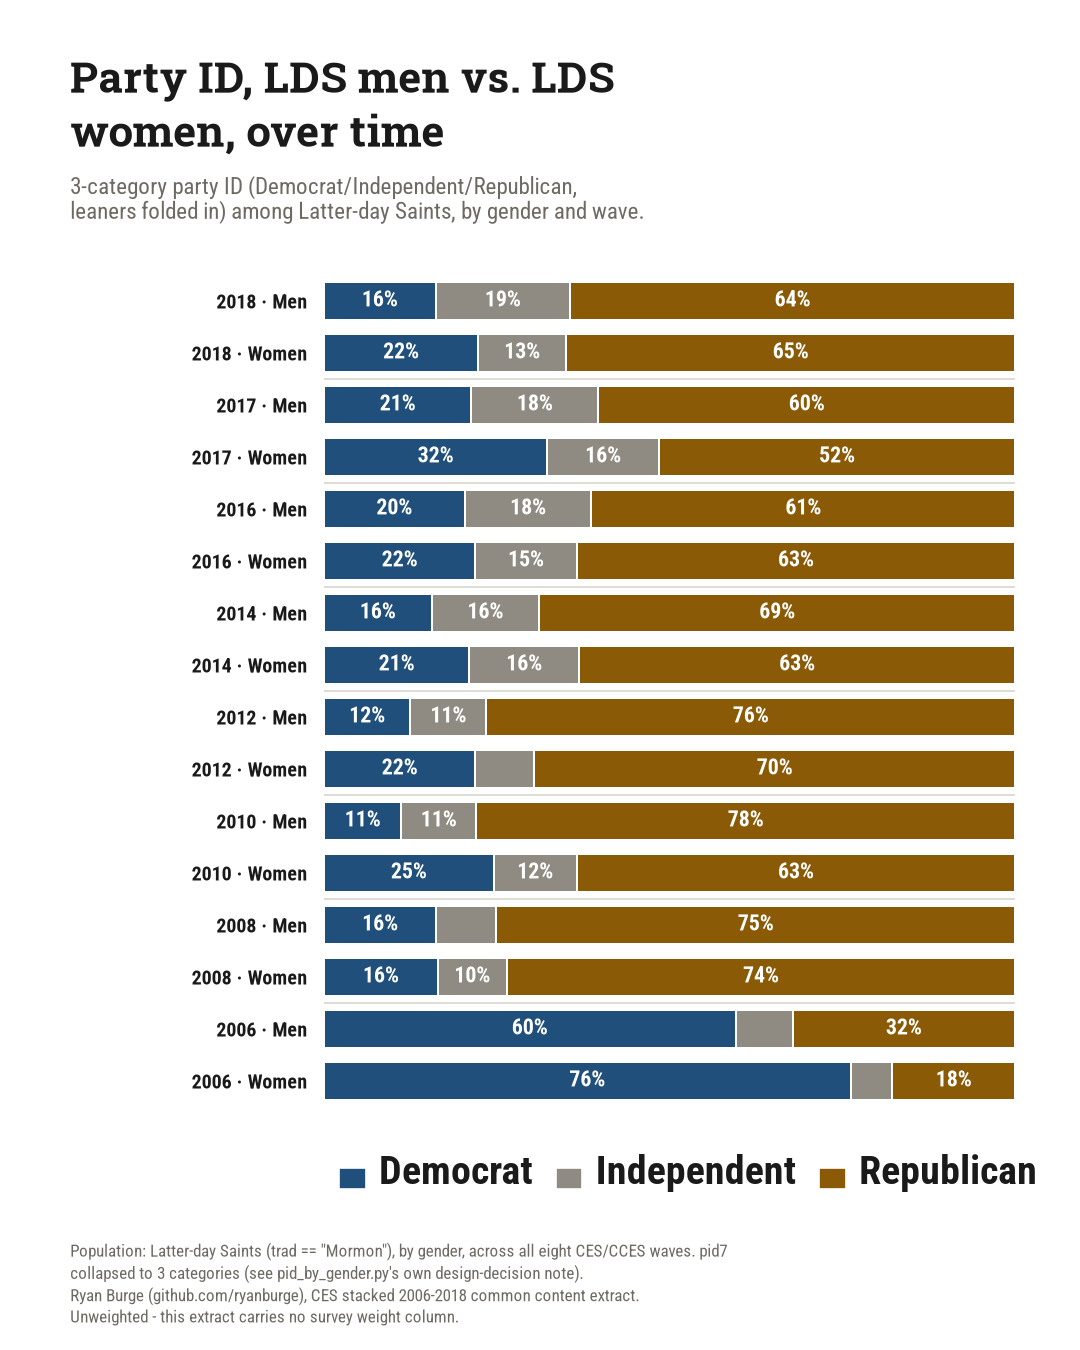 Party ID, LDS men vs. LDS
women, over time
3-category party ID (Democrat/Independent/Republican,
leaners folded in) among Latter-day Saints, by gender and wave.
2018 · Men 16% 19% 64%
2018 · Women 22% 13% 65%
2017 · Men 21% 18% 60%
2017 · Women 32% 16% 52%
2016 · Men 20% 18% 61%
2016 · Women 22% 15% 63%
2014 · Men 16% 16% 69%
2014 · Women 21% 16% 63%
2012 · Men 12% 11% 76%
2012 · Women 22% 70%
2010 · Men 11% 11% 78%
2010 · Women 25% 12% 63%
2008 · Men 16% 75%
2008 · Women 16% 10% 74%
2006 · Men 60% 32%
2006 · Women 76% 18%
Democrat Independent Republican
Population: Latter-day Saints (trad == "Mormon"), by gender, across all eight CES/CCES waves. pid7
collapsed to 3 categories (see pid_by_gender.py's own design-decision note).
Ryan Burge (github.com/ryanburge), CES stacked 2006-2018 common content extract.
Unweighted - this extract carries no survey weight column.